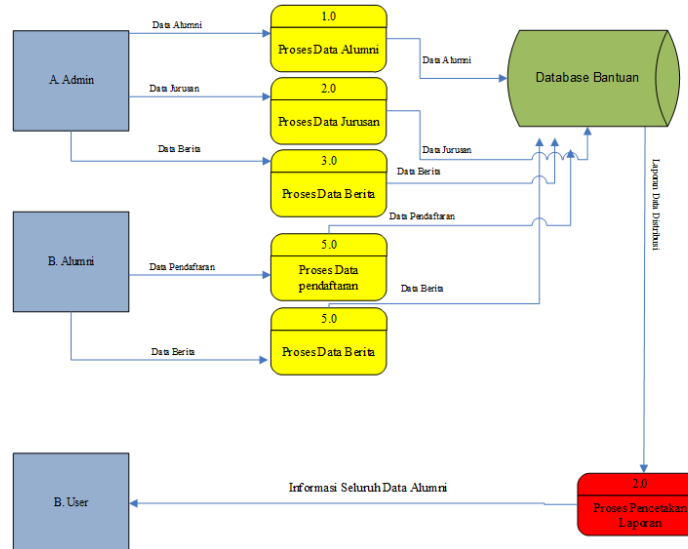 Data Alumni
1.0
Proses Data Alumni
Data Alumni
A. Admin
Data Jurusan
2.0
Proses Data Jurusan
Data Jurusan
Database Bantuan
Data Berita
3.0
Proses Data Berita
Data Berita
Laporan Data Distribusi
B. Alumni
Data Pendaftaran
5.0
Proses Data
pendaftaran
Data Pendaftaran
Data Berita
5.0
Proses Data Berita
Data Berita
B. User
Informasi Seluruh Data Alumni
2.0
Proses Pencetakan
Laporan